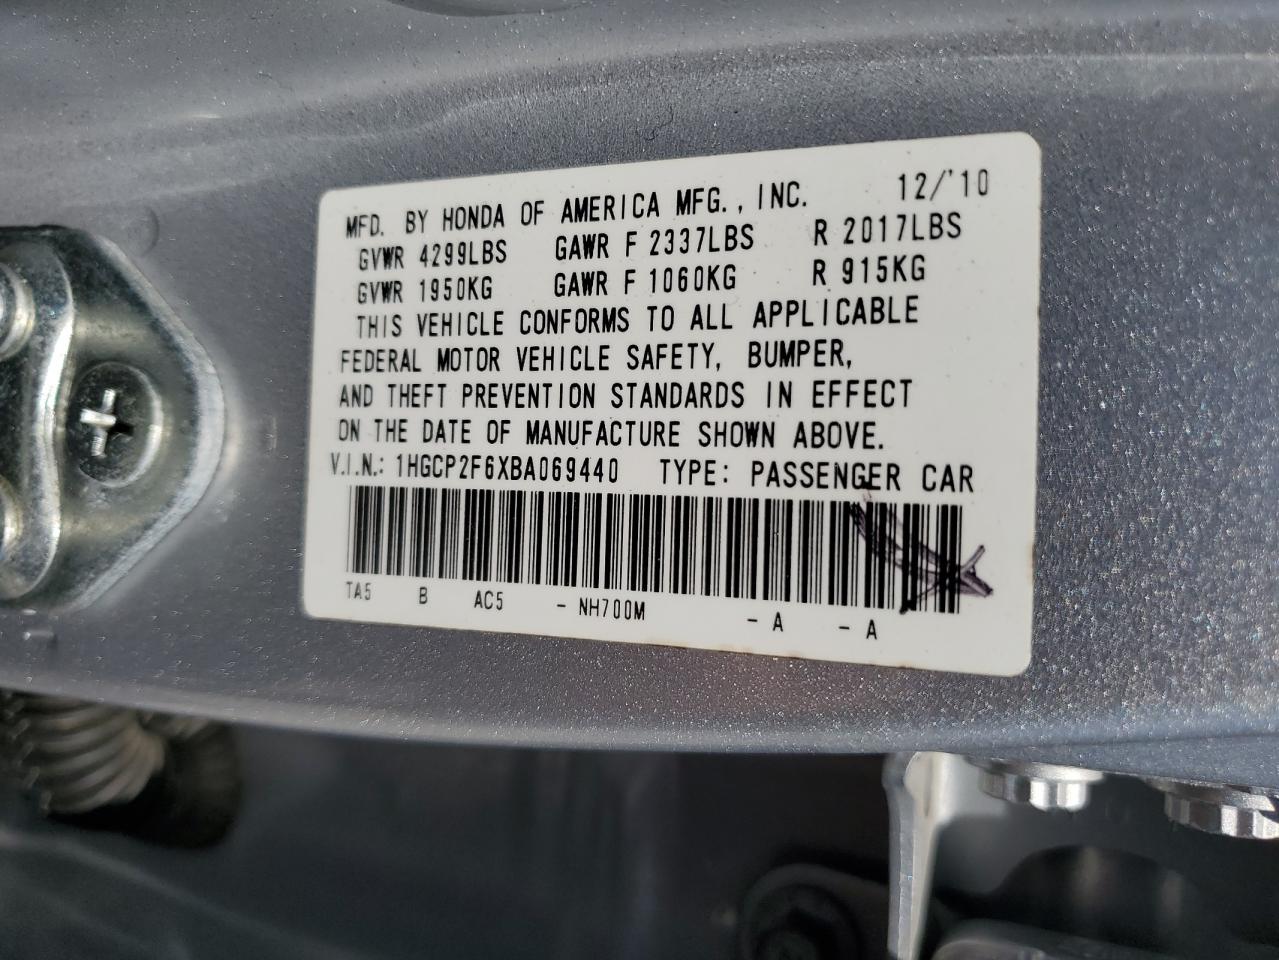 MFD. BY HONDA OF AMERICA MFG., INC. 12/'10
GVWR 4299LBS GAWR F 2337LBS R 2017LBS
GVWR 1950KG GAWR F 1060KG R 915KG
THIS VEHICLE CONFORMS TO ALL APPLICABLE
FEDERAL MOTOR VEHICLE SAFETY, BUMPER,
AND THEFT PREVENTION STANDARDS IN EFFECT
ON THE DATE OF MANUFACTURE SHOWN ABOVE.
V.I.N.: 1HGCP2F6XBA069440 TYPE: PASSENGER CAR
TA5 B AC5 - NH700M - A - A